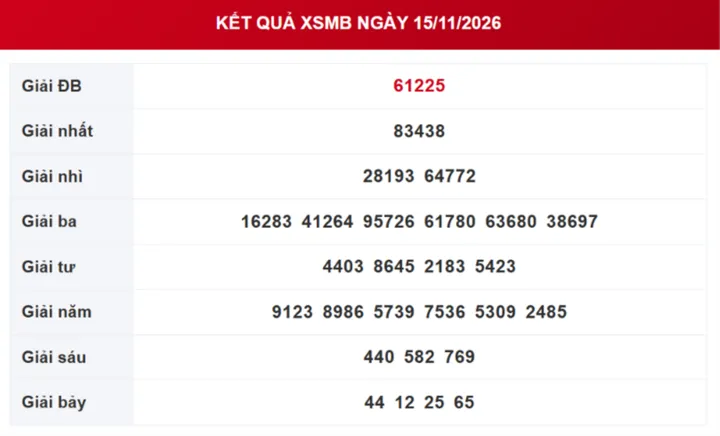 KẾT QUẢ XSMB NGÀY 15/11/2026
Giải ĐB 61225
Giải nhất 83438
Giải nhì 28193 64772
Giải ba 16283 41264 95726 61780 63680 38697
Giải tư 4403 8645 2183 5423
Giải năm 9123 8986 5739 7536 5309 2485
Giải sáu 440 582 769
Giải bảy 44 12 25 65